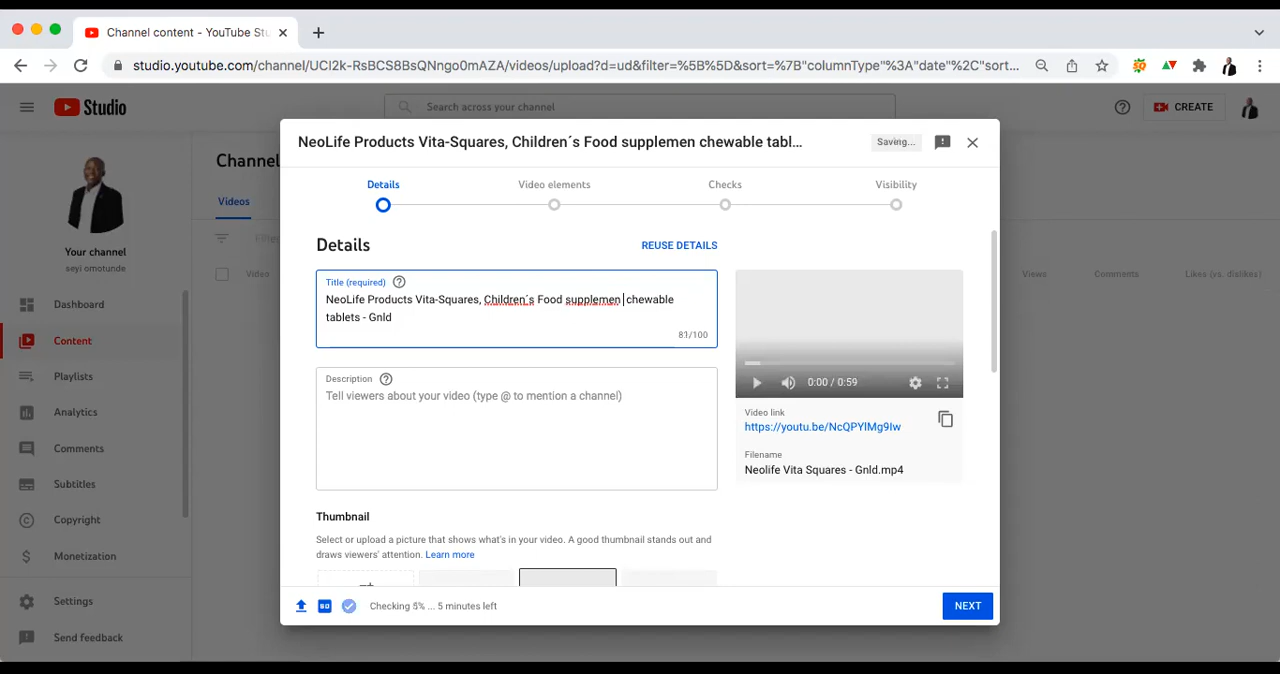 Channel content - YouTube Stu
studio.youtube.com/channel/UCI2k-RsBCS8BsQNngo0mAZA/videos/upload?d=ud&filter=%5B%5D&sort=%7B"columnType"%3A"date"%2C"sort...
Studio
Search across your channel
CREATE
Your channel
seyi omotunde
Dashboard
Content
Playlists
Analytics
Comments
Subtitles
Copyright
Monetization
Settings
Send feedback
Channel
Videos
Filter
Video
Views
Comments
Likes (vs. dislikes)
NeoLife Products Vita-Squares, Children´s Food supplemen chewable tabl...
Saving...
Details
Video elements
Checks
Visibility
Details
REUSE DETAILS
Title (required)
NeoLife Products Vita-Squares, Children´s Food supplemen chewable
tablets - Gnld
81/100
Description
Tell viewers about your video (type @ to mention a channel)
Thumbnail
Select or upload a picture that shows what's in your video. A good thumbnail stands out and
draws viewers' attention. Learn more
0:00 / 0:59
Video link
https://youtu.be/NcQPYIMg9Iw
Filename
Neolife Vita Squares - Gnld.mp4
SD
Checking 5% ... 5 minutes left
NEXT